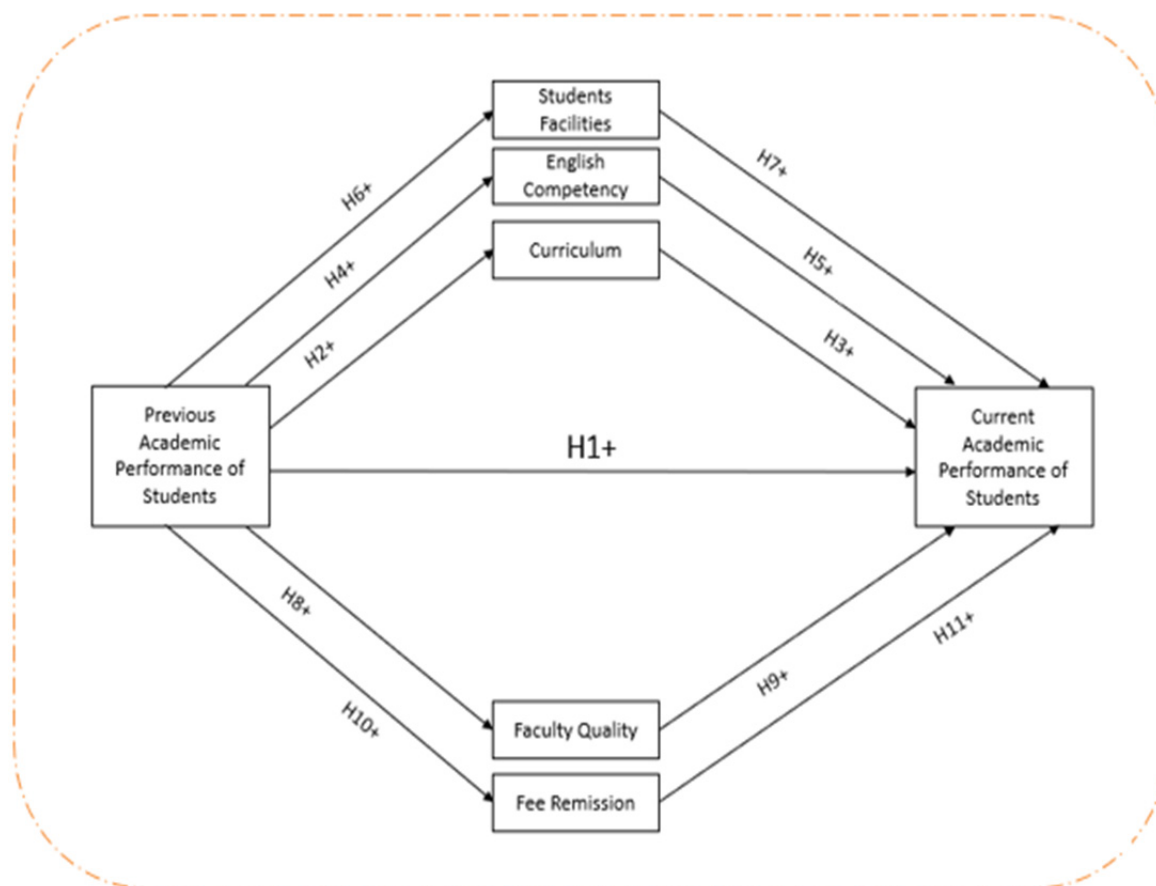 Students
Facilities
H7+
English
Competency
H6+
Curriculum
H5+
H4+
H3+
H2+
Previous
Academic
Performance of
Students
H1+
Current
Academic
Performance of
Students
H8+
H9+
H11+
H10+
Faculty Quality
Fee Remission